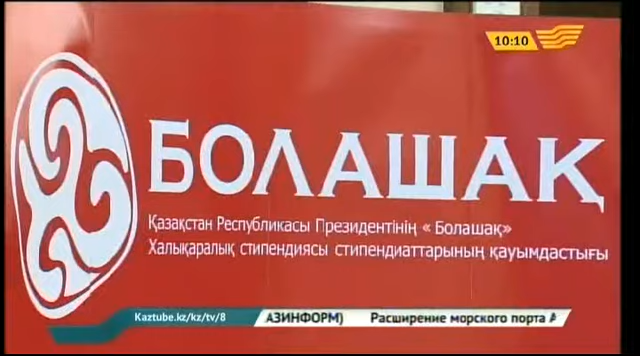 10:10
БОЛАШАҚ
Қазақстан Республикасы Президентінің « Болашақ»
Халықаралық стипендиясы стипендиаттарының қауымдастығы
Kaztube.kz/kz/tv/8
АЗИНФОРМ) Расширение морского порта А